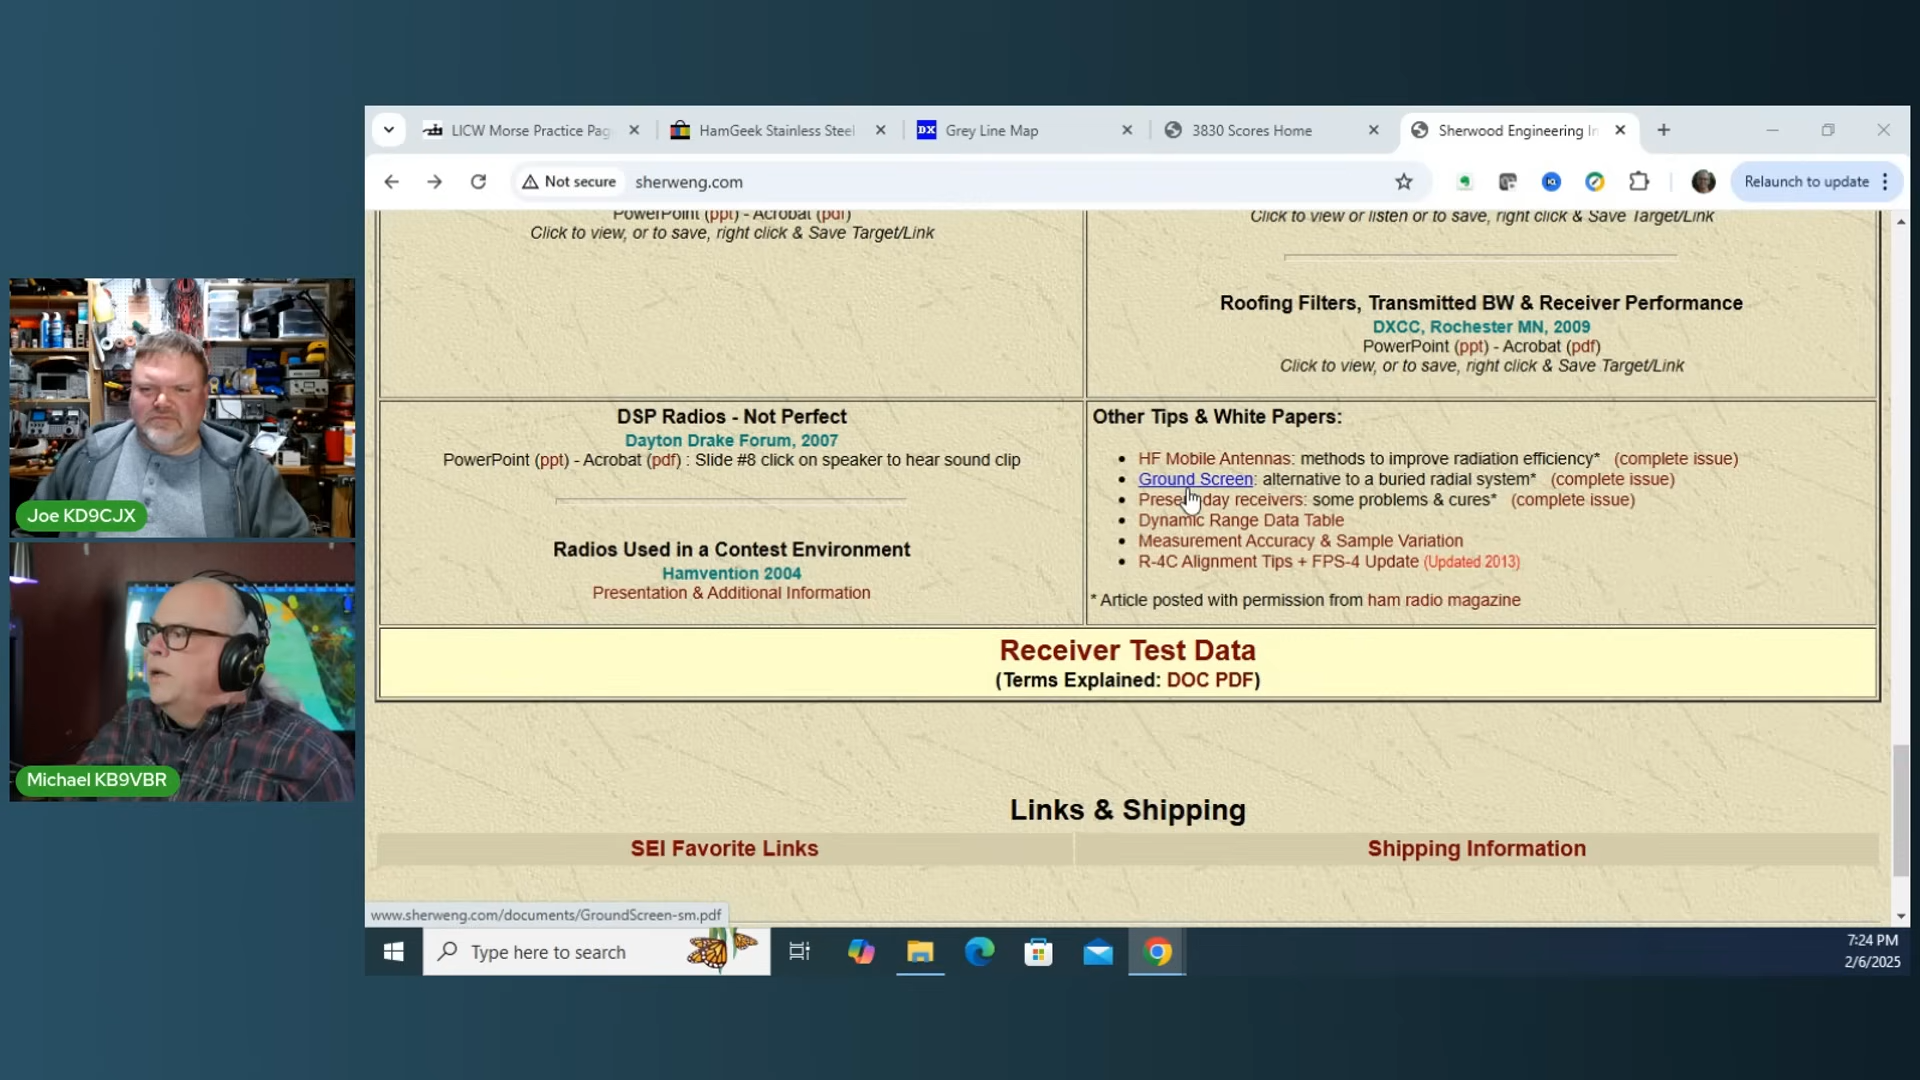 LICW Morse Practice Pag
HamGeek Stainless Steel
DX
Grey Line Map
3830 Scores Home
Sherwood Engineering In
Not secure
sherweng.com
Relaunch to update
PowerPoint (ppt) - Acrobat (pdf)
Click to view, or to save, right click & Save Target/Link
Click to view or listen or to save, right click & Save Target/Link
Roofing Filters, Transmitted BW & Receiver Performance
DXCC, Rochester MN, 2009
PowerPoint (ppt) - Acrobat (pdf)
Click to view, or to save, right click & Save Target/Link
DSP Radios - Not Perfect
Dayton Drake Forum, 2007
PowerPoint (ppt) - Acrobat (pdf) : Slide #8 click on speaker to hear sound clip
Radios Used in a Contest Environment
Hamvention 2004
Presentation & Additional Information
Other Tips & White Papers:
HF Mobile Antennas: methods to improve radiation efficiency* (complete issue)
Ground Screen: alternative to a buried radial system* (complete issue)
Present day receivers: some problems & cures* (complete issue)
Dynamic Range Data Table
Measurement Accuracy & Sample Variation
R-4C Alignment Tips + FPS-4 Update (Updated 2013)
* Article posted with permission from ham radio magazine
Receiver Test Data
(Terms Explained: DOC PDF)
Links & Shipping
SEI Favorite Links
Shipping Information
www.sherweng.com/documents/GroundScreen-sm.pdf
Type here to search
7:24 PM
2/6/2025
Joe KD9CJX
Michael KB9VBR